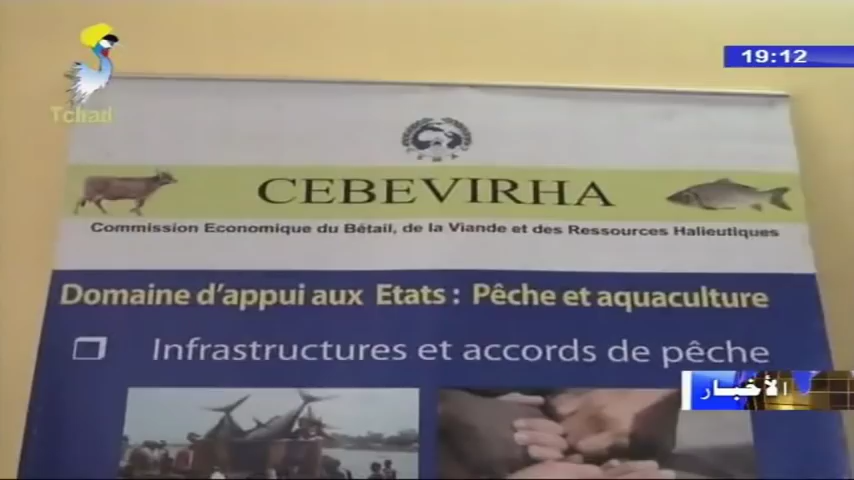 Tchad
19:12
CEBEVIRHA
Commission Economique du Bétail, de la Viande et des Ressources Halieutiques
Domaine d'appui aux Etats : Pêche et aquaculture
Infrastructures et accords de pêche
الأخبار